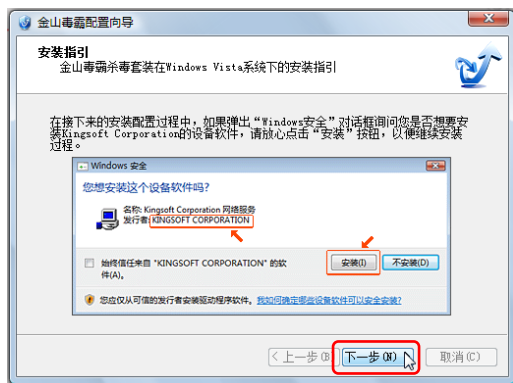 金山毒霸配置向导
安装指引
金山毒霸杀毒套装在Windows Vista系统下的安装指引
在接下来的安装配置过程中，如果弹出“Windows安全”对话框询问您是否想要安
装Kingsoft Corporation的设备软件，请放心点击“安装”按钮，以便继续安装
过程。
Windows 安全
您想安装这个设备软件吗?
名称: Kingsoft Corporation 网络服务
发行者: KINGSOFT CORPORATION
始终信任来自 "KINGSOFT CORPORATION" 的软
件(A)。
安装(I)
不安装(D)
您应仅从可信的发行者安装驱动程序软件。我如何确定哪些设备软件可以安全安装?
<上一步(B)
下一步(N)>
取消(C)